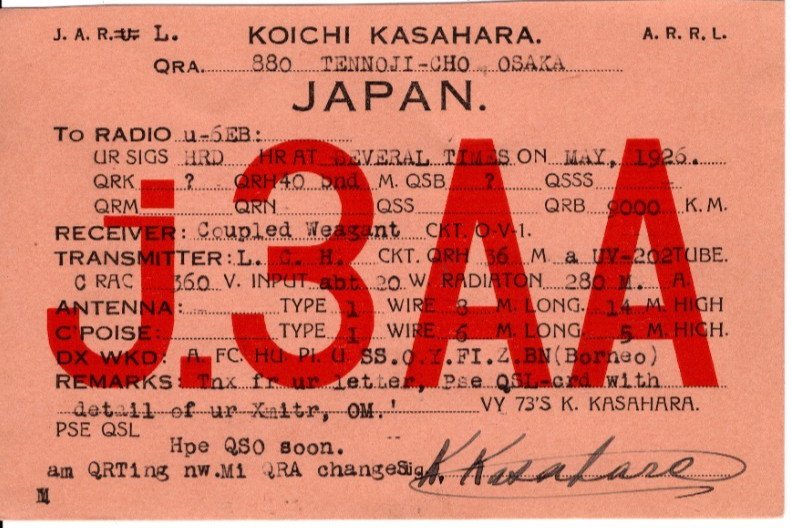 J. A. R. U. L. KOICHI KASAHARA. A. R. R. L.
QRA. 880 TENNOJI-CHO OSAKA
JAPAN.
j.3AA
To RADIO u-6EB:
UR SIGS HRD HR AT SEVERAL TIMES ON MAY, 1926.
QRK ? QRH 40 bnd M. QSB ? QSSS
QRM QRN QSS QRB 9000 K. M.
RECEIVER: Coupled Weagant CKT. O-V-1.
TRANSMITTER: L. C. H. CKT. QRH 36 M a UV-202 TUBE.
C RAC 360 V. INPUT abt 20 W RADIATON 280 M. A.
ANTENNA: TYPE 1 WIRE 8 M. LONG. 14 M. HIGH
C'POISE: TYPE I WIRE 6 M. LONG. 5 M. HIGH.
DX WKD: A. FC. HU. PI. U SS.O.Y.FI.Z.BN(Borneo)
REMARKS: Tnx fr ur letter, Pse QSL-crd with
detail of ur Xmitr, OM.' VY 73'S K. KASAHARA.
PSE QSL
Hpe QSO soon.
am QRTing nw.Mi QRA change Sig. K. Kasahara
M